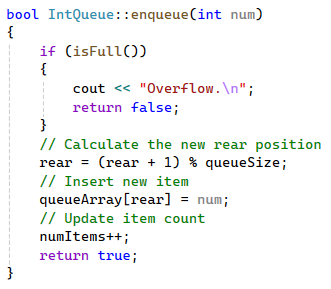 bool IntQueue::enqueue(int num)
{
    if (isFull())
    {
        cout << "Overflow.\n";
        return false;
    }
    // Calculate the new rear position
    rear = (rear + 1) % queueSize;
    // Insert new item
    queueArray[rear] = num;
    // Update item count
    numItems++;
    return true;
}